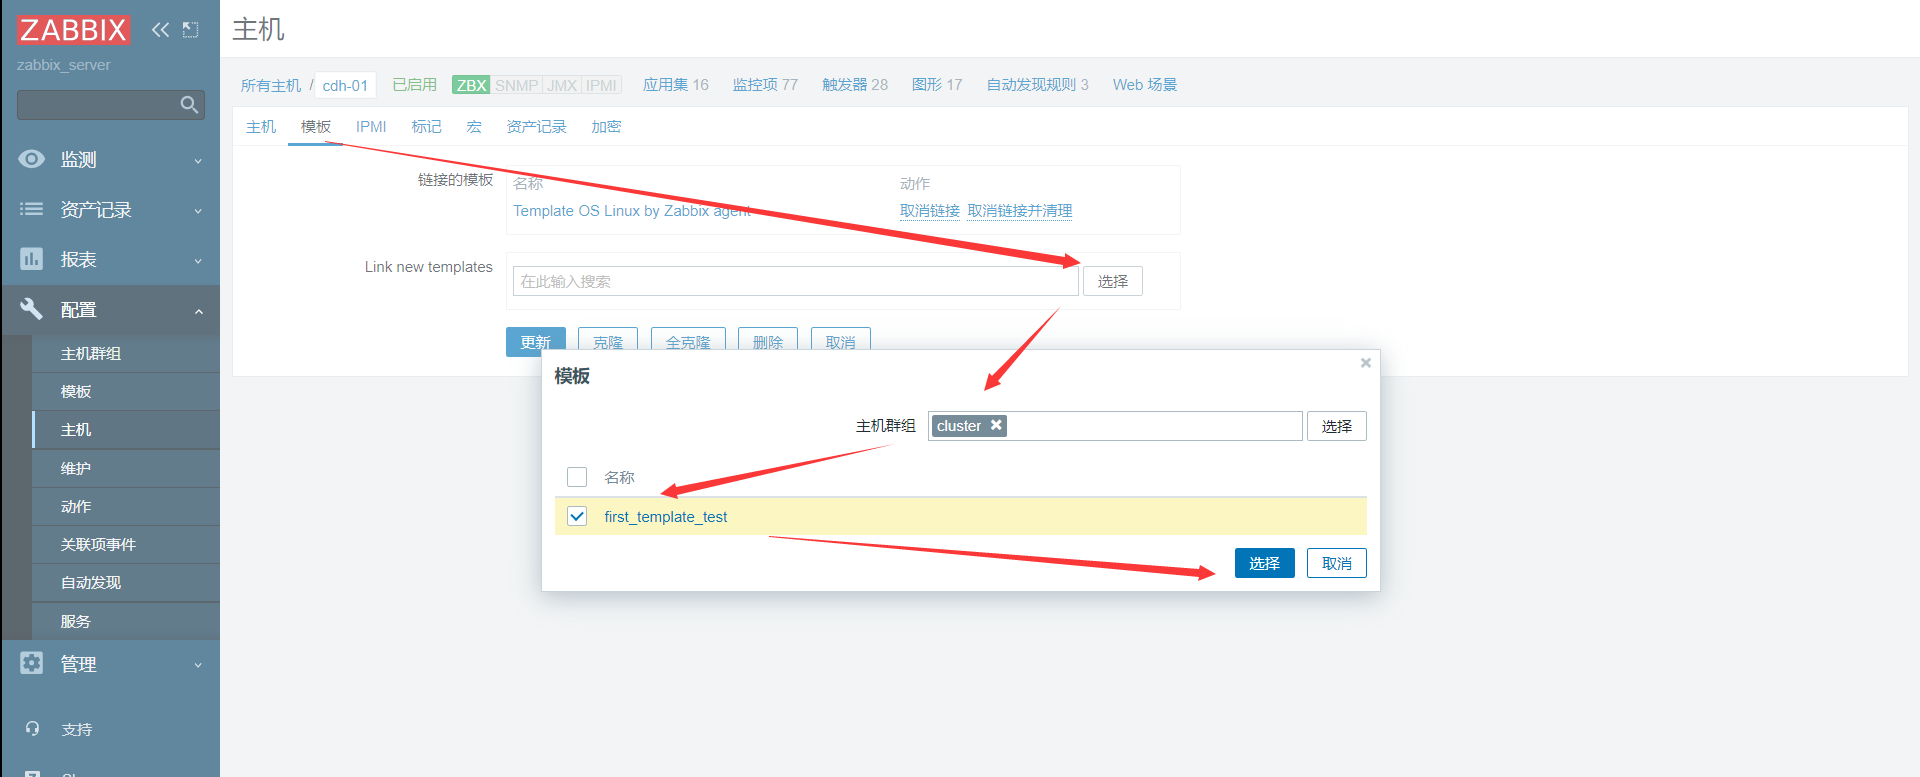 ZABBIX
zabbix_server
监测
资产记录
报表
配置
主机群组
模板
主机
维护
动作
关联项事件
自动发现
服务
管理
支持
主机
所有主机 / cdh-01 已启用 ZBX SNMP JMX IPMI 应用集 16 监控项 77 触发器 28 图形 17 自动发现规则 3 Web 场景
主机 模板 IPMI 标记 宏 资产记录 加密
链接的模板 名称 动作
Template OS Linux by Zabbix agent 取消链接 取消链接并清理
Link new templates 在此输入搜索 选择
更新 克隆 全克隆 删除 取消
模板
主机群组 cluster 选择
名称
first_template_test
选择 取消